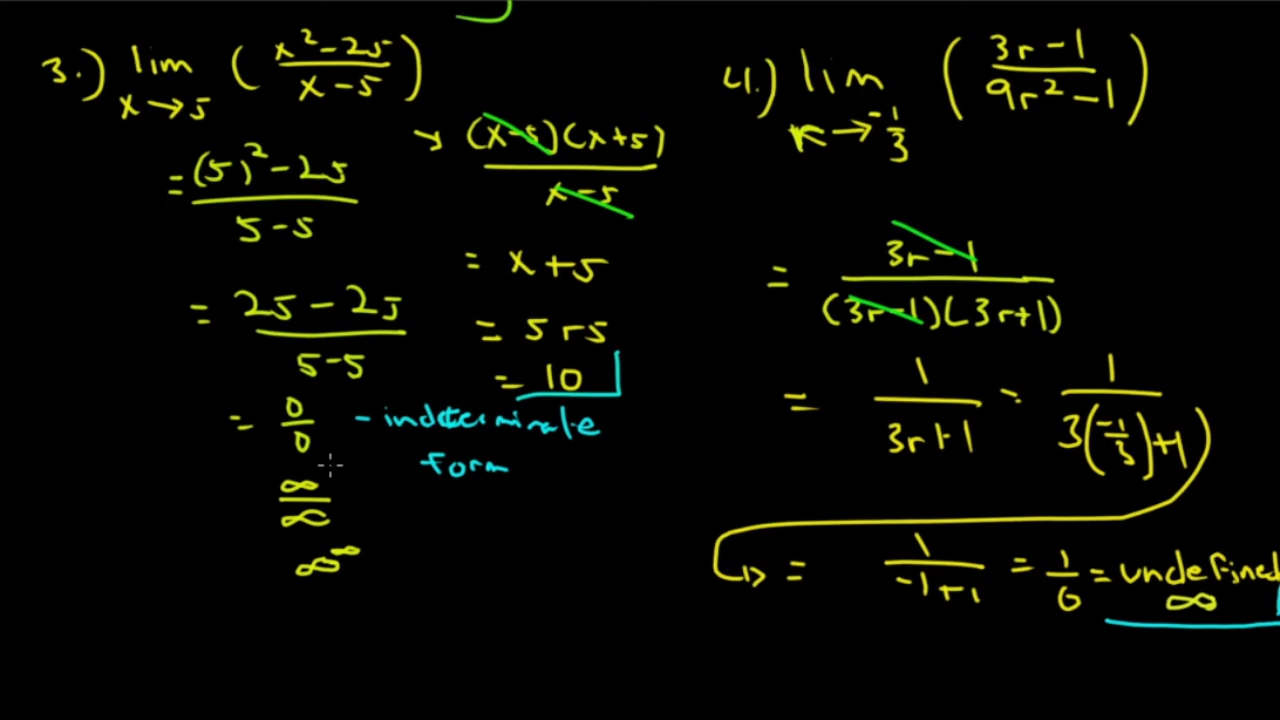 3.) lim x→5 (x²-25 / x-5)
= (5)²-25 / 5-5
= 25-25 / 5-5
= 0/0 - indeterminate
form
∞/∞
∞^∞
→ (x-5)(x+5) / x-5
= x+5
= 5+5
= 10
4.) lim r→-1/3 (3r-1 / 9r²-1)
= 3r-1 / (3r-1)(3r+1)
= 1 / 3r+1 = 1 / 3(-1/3)+1
= 1 / -1+1 = 1/0 = undefined
∞